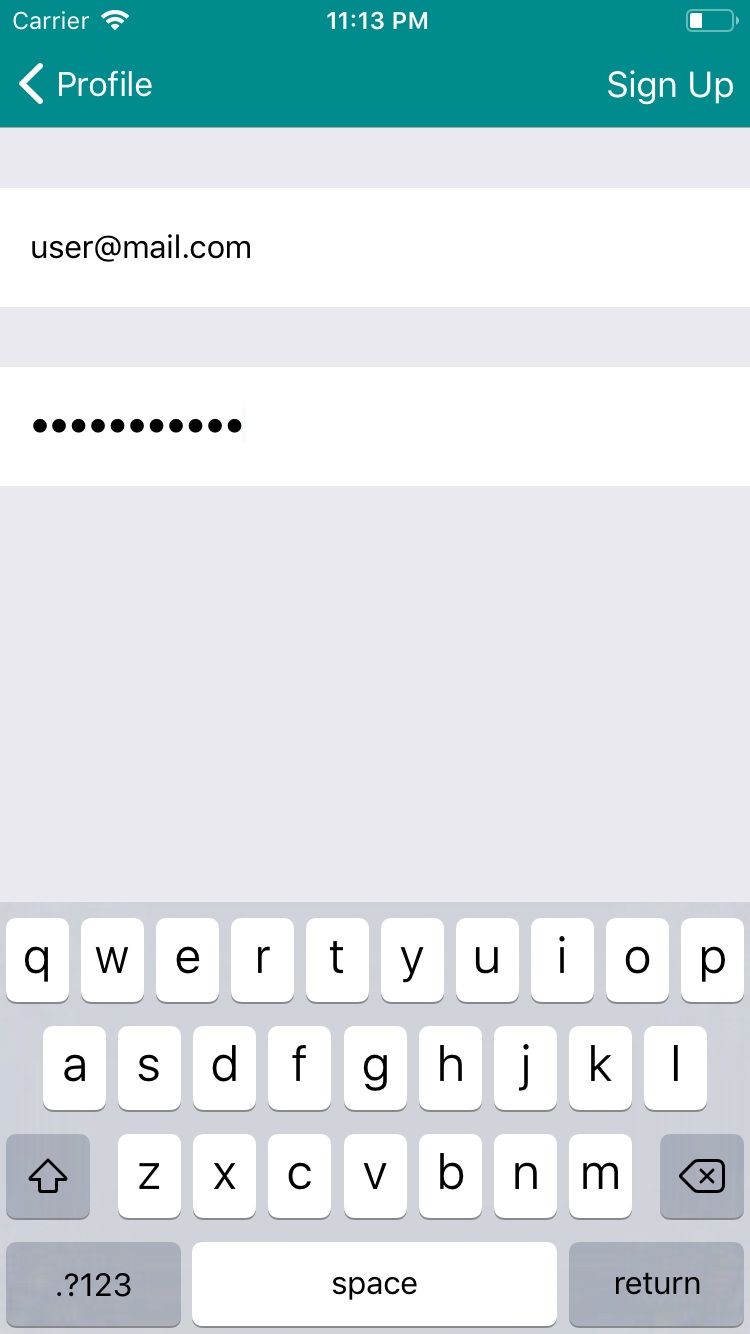 Carrier 11:13 PM
Profile Sign Up
user@mail.com
•••••••••••
q w e r t y u i o p
a s d f g h j k l
z x c v b n m
.?123 space return